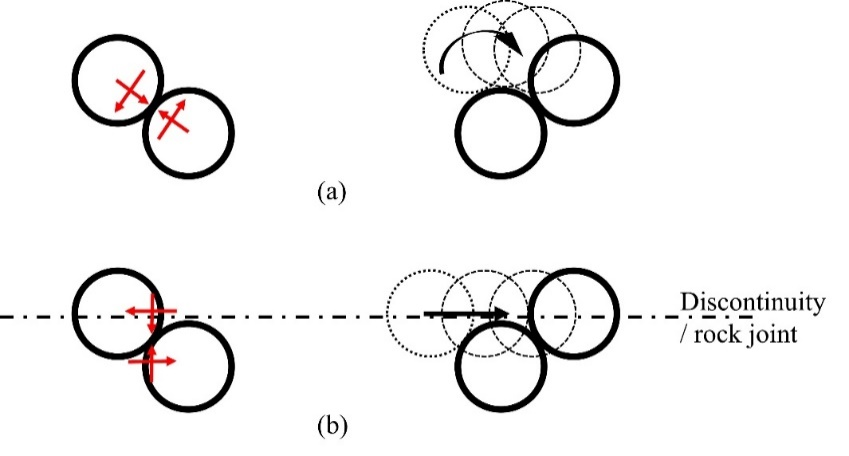 (a)
Discontinuity
/ rock joint
(b)